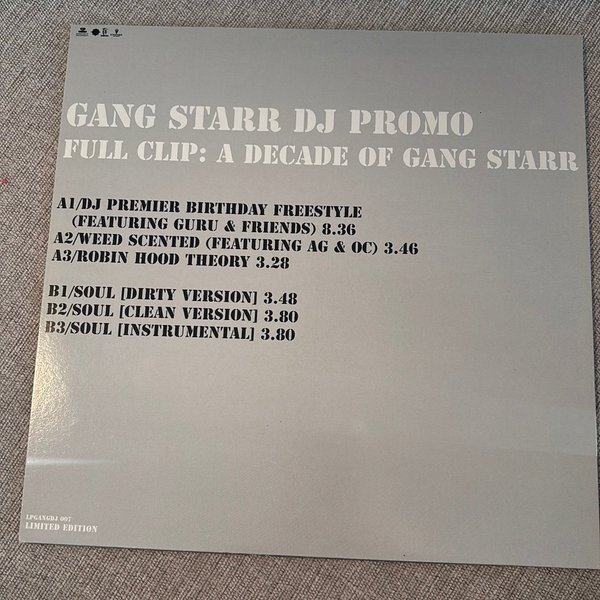 GANG STARR DJ PROMO
FULL CLIP: A DECADE OF GANG STARR
A1/DJ PREMIER BIRTHDAY FREESTYLE
(FEATURING GURU & FRIENDS) 8.36
A2/WEED SCENTED (FEATURING AG & OC) 3.46
A3/ROBIN HOOD THEORY 3.28
B1/SOUL [DIRTY VERSION] 3.48
B2/SOUL [CLEAN VERSION] 3.80
B3/SOUL [INSTRUMENTAL] 3.80
LPGANGDJ 007
LIMITED EDITION